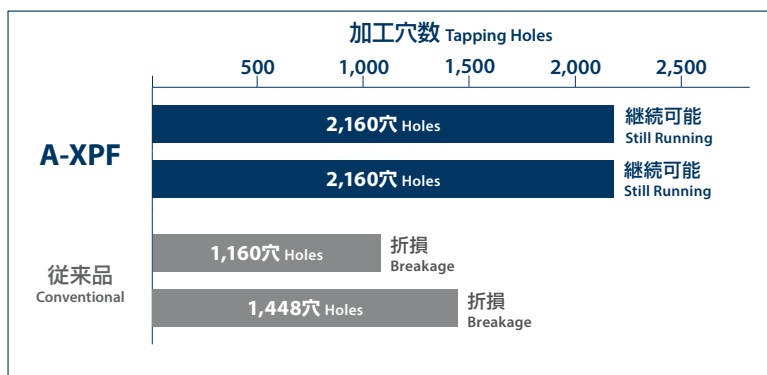 加工穴数 Tapping Holes
500 1,000 1,500 2,000 2,500
A-XPF
2,160穴 Holes
継続可能
Still Running
2,160穴 Holes
継続可能
Still Running
従来品
Conventional
1,160穴 Holes
折損
Breakage
1,448穴 Holes
折損
Breakage